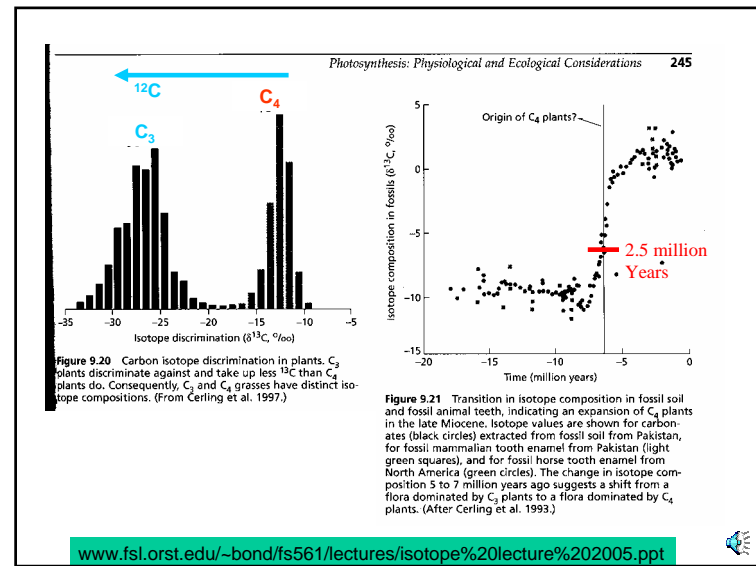 Photosynthesis: Physiological and Ecological Considerations 245
¹²C
C₃
C₄
-35 -30 -25 -20 -15 -10 -5
Isotope discrimination (δ¹³C, ⁰/oo)
Figure 9.20 Carbon isotope discrimination in plants. C₃
plants discriminate against and take up less ¹³C than C₄
plants do. Consequently, C₃ and C₄ grasses have distinct iso-
tope compositions. (From Cerling et al. 1997.)
Origin of C₄ plants?
Isotope composition in fossils (δ¹³C, ⁰/oo)
5
0
-5
-10
-15
2.5 million
Years
-20 -15 -10 -5 0
Time (million years)
Figure 9.21 Transition in isotope composition in fossil soil
and fossil animal teeth, indicating an expansion of C₄ plants
in the late Miocene. Isotope values are shown for carbon-
ates (black circles) extracted from fossil soil from Pakistan,
for fossil mammalian tooth enamel from Pakistan (light
green squares), and for fossil horse tooth enamel from
North America (green circles). The change in isotope com-
position 5 to 7 million years ago suggests a shift from a
flora dominated by C₃ plants to a flora dominated by C₄
plants. (After Cerling et al. 1993.)
www.fsl.orst.edu/~bond/fs561/lectures/isotope%20lecture%202005.ppt